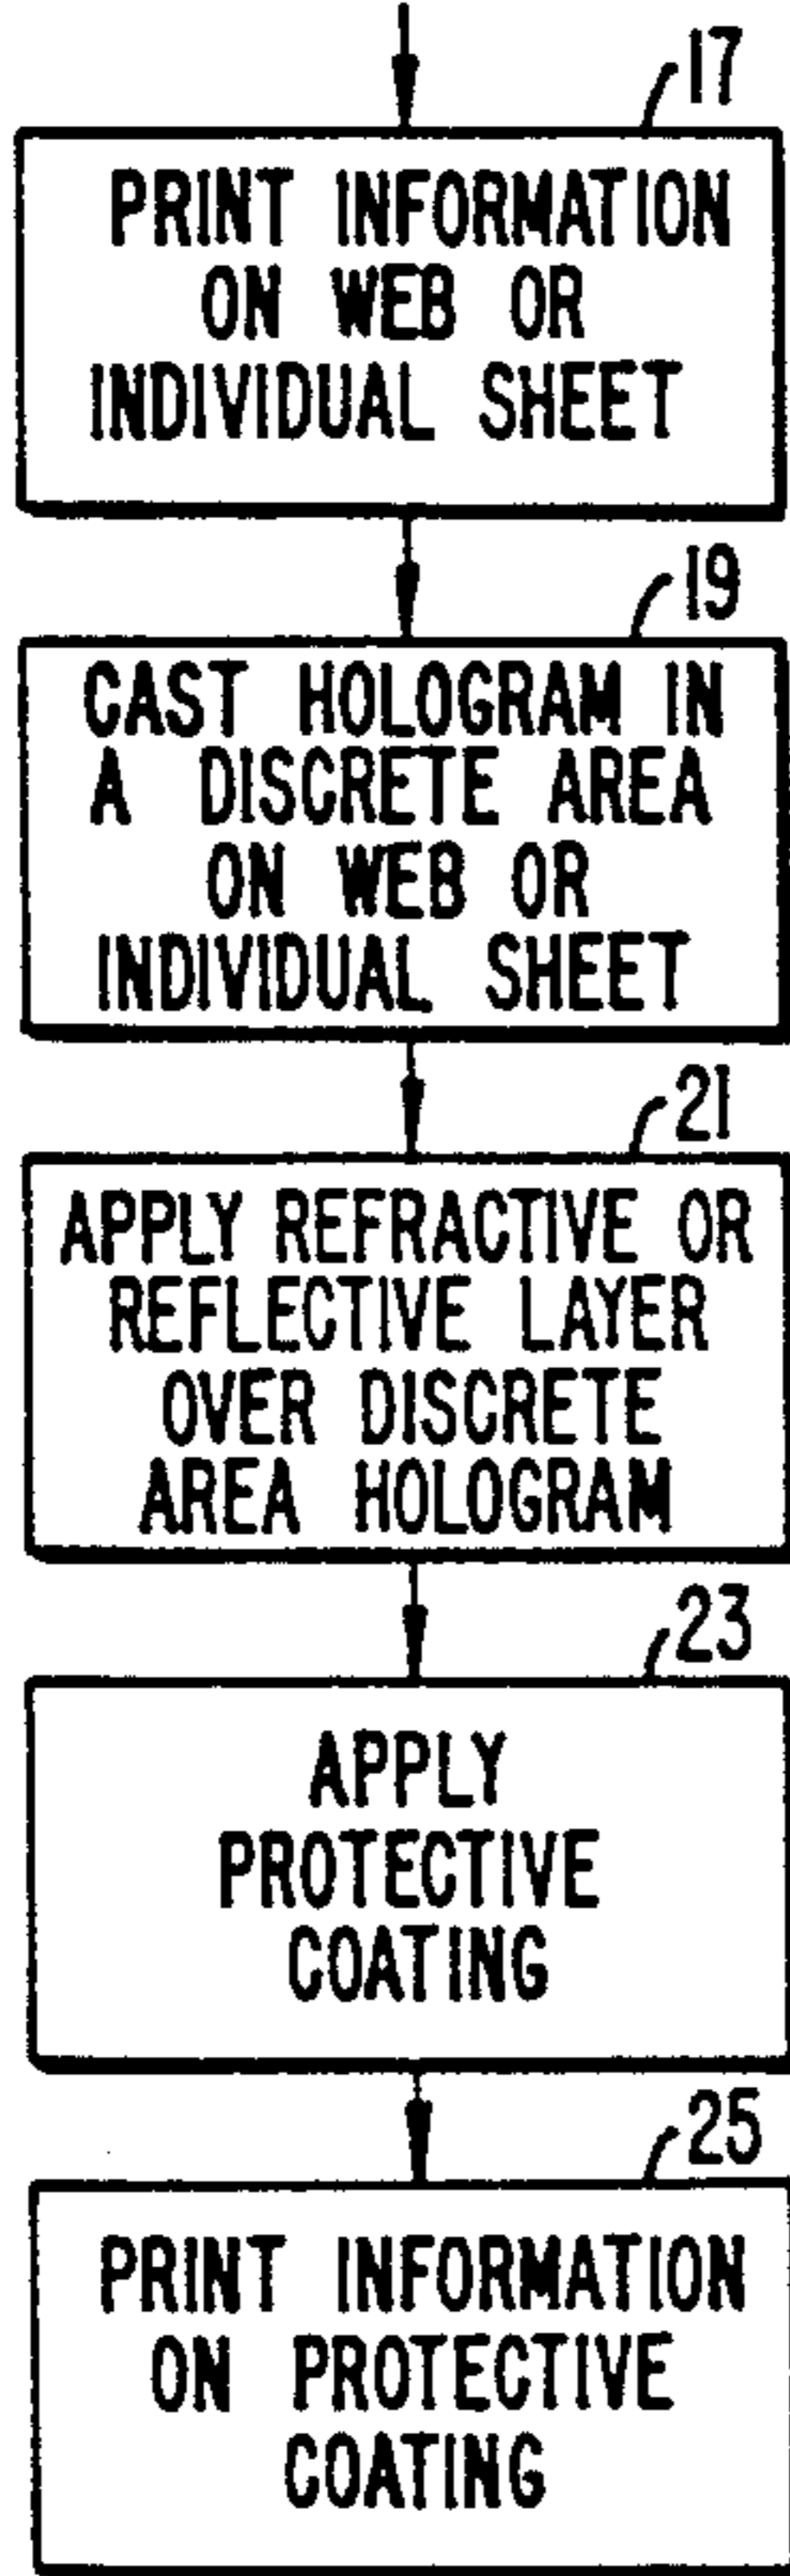 17
PRINT INFORMATION
ON WEB OR
INDIVIDUAL SHEET
19
CAST HOLOGRAM IN
A DISCRETE AREA
ON WEB OR
INDIVIDUAL SHEET
21
APPLY REFRACTIVE OR
REFLECTIVE LAYER
OVER DISCRETE
AREA HOLOGRAM
23
APPLY
PROTECTIVE
COATING
25
PRINT INFORMATION
ON PROTECTIVE
COATING